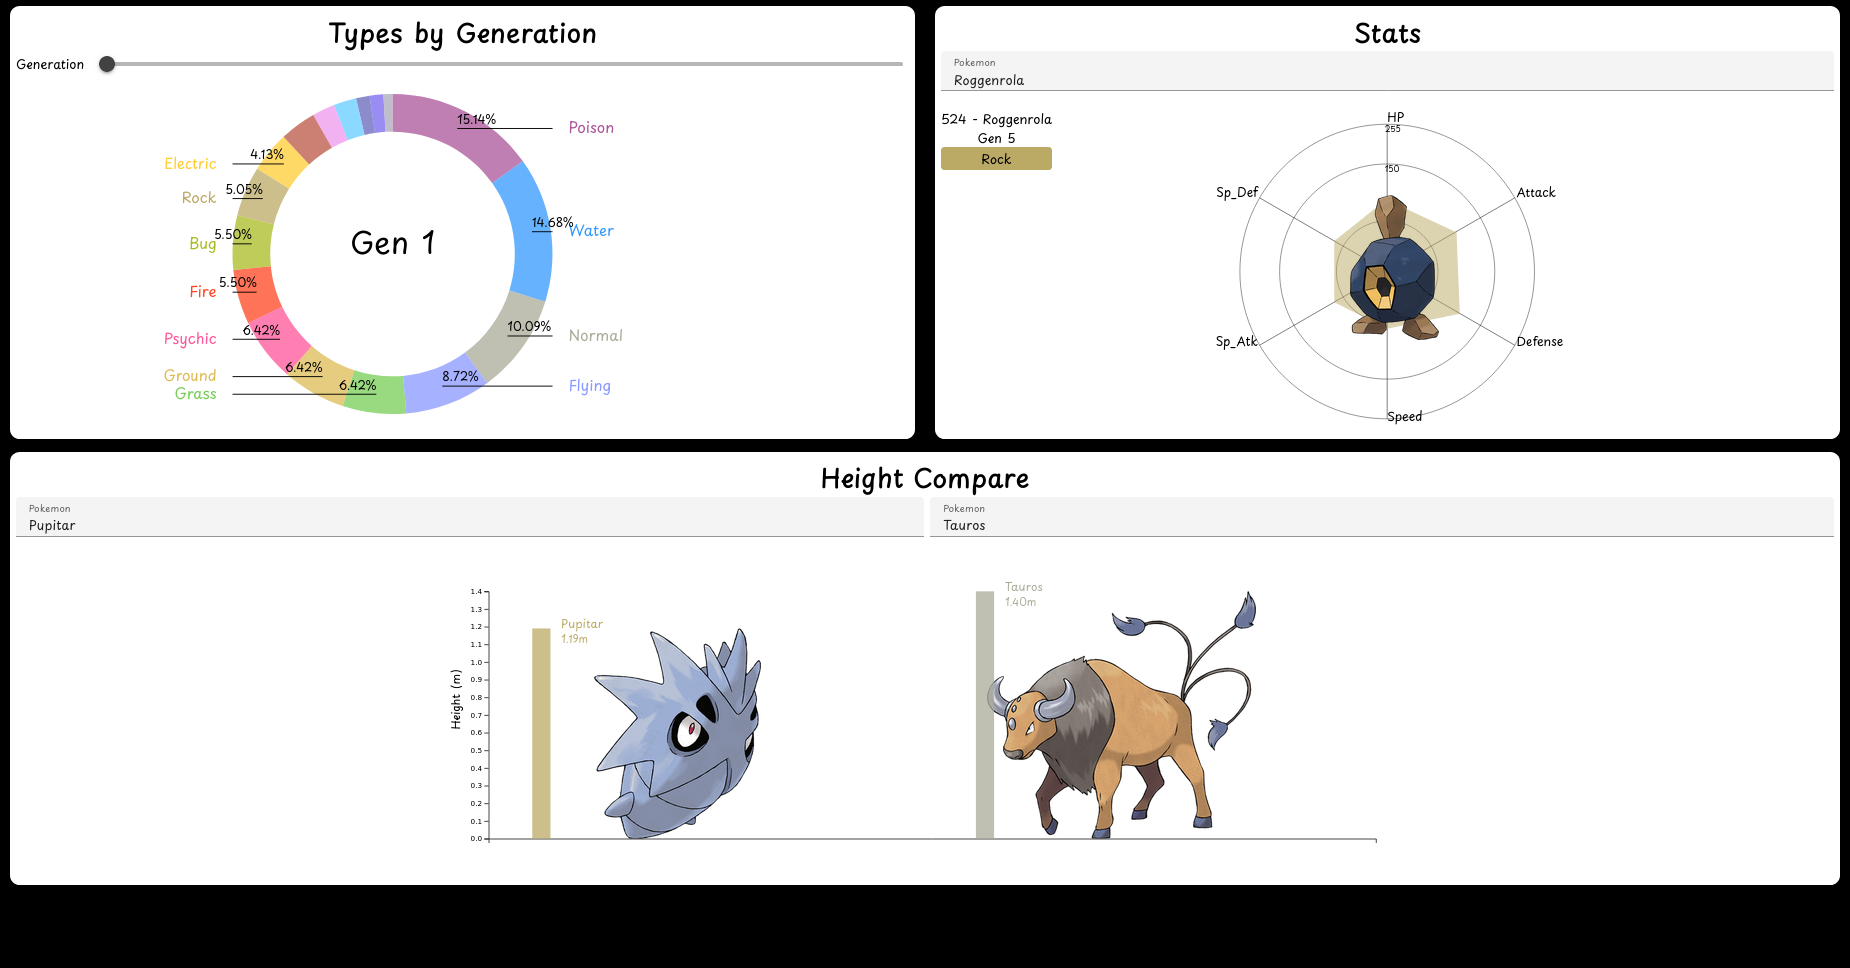 Types by Generation
Generation
15.14%
Poison
14.68%
Water
10.09%
Normal
8.72%
Flying
6.42%
Grass
6.42%
Ground
6.42%
Psychic
5.50%
Fire
5.50%
Bug
5.05%
Rock
4.13%
Electric
Gen 1
Stats
Pokemon
Roggenrola
524 - Roggenrola
Gen 5
Rock
HP
255
150
Attack
Defense
Speed
Sp_Atk
Sp_Def
Height Compare
Pokemon
Pupitar
Pokemon
Tauros
Height (m)
1.4
1.3
1.2
1.1
1.0
0.9
0.8
0.7
0.6
0.5
0.4
0.3
0.2
0.1
0.0
Pupitar
1.19m
Tauros
1.40m